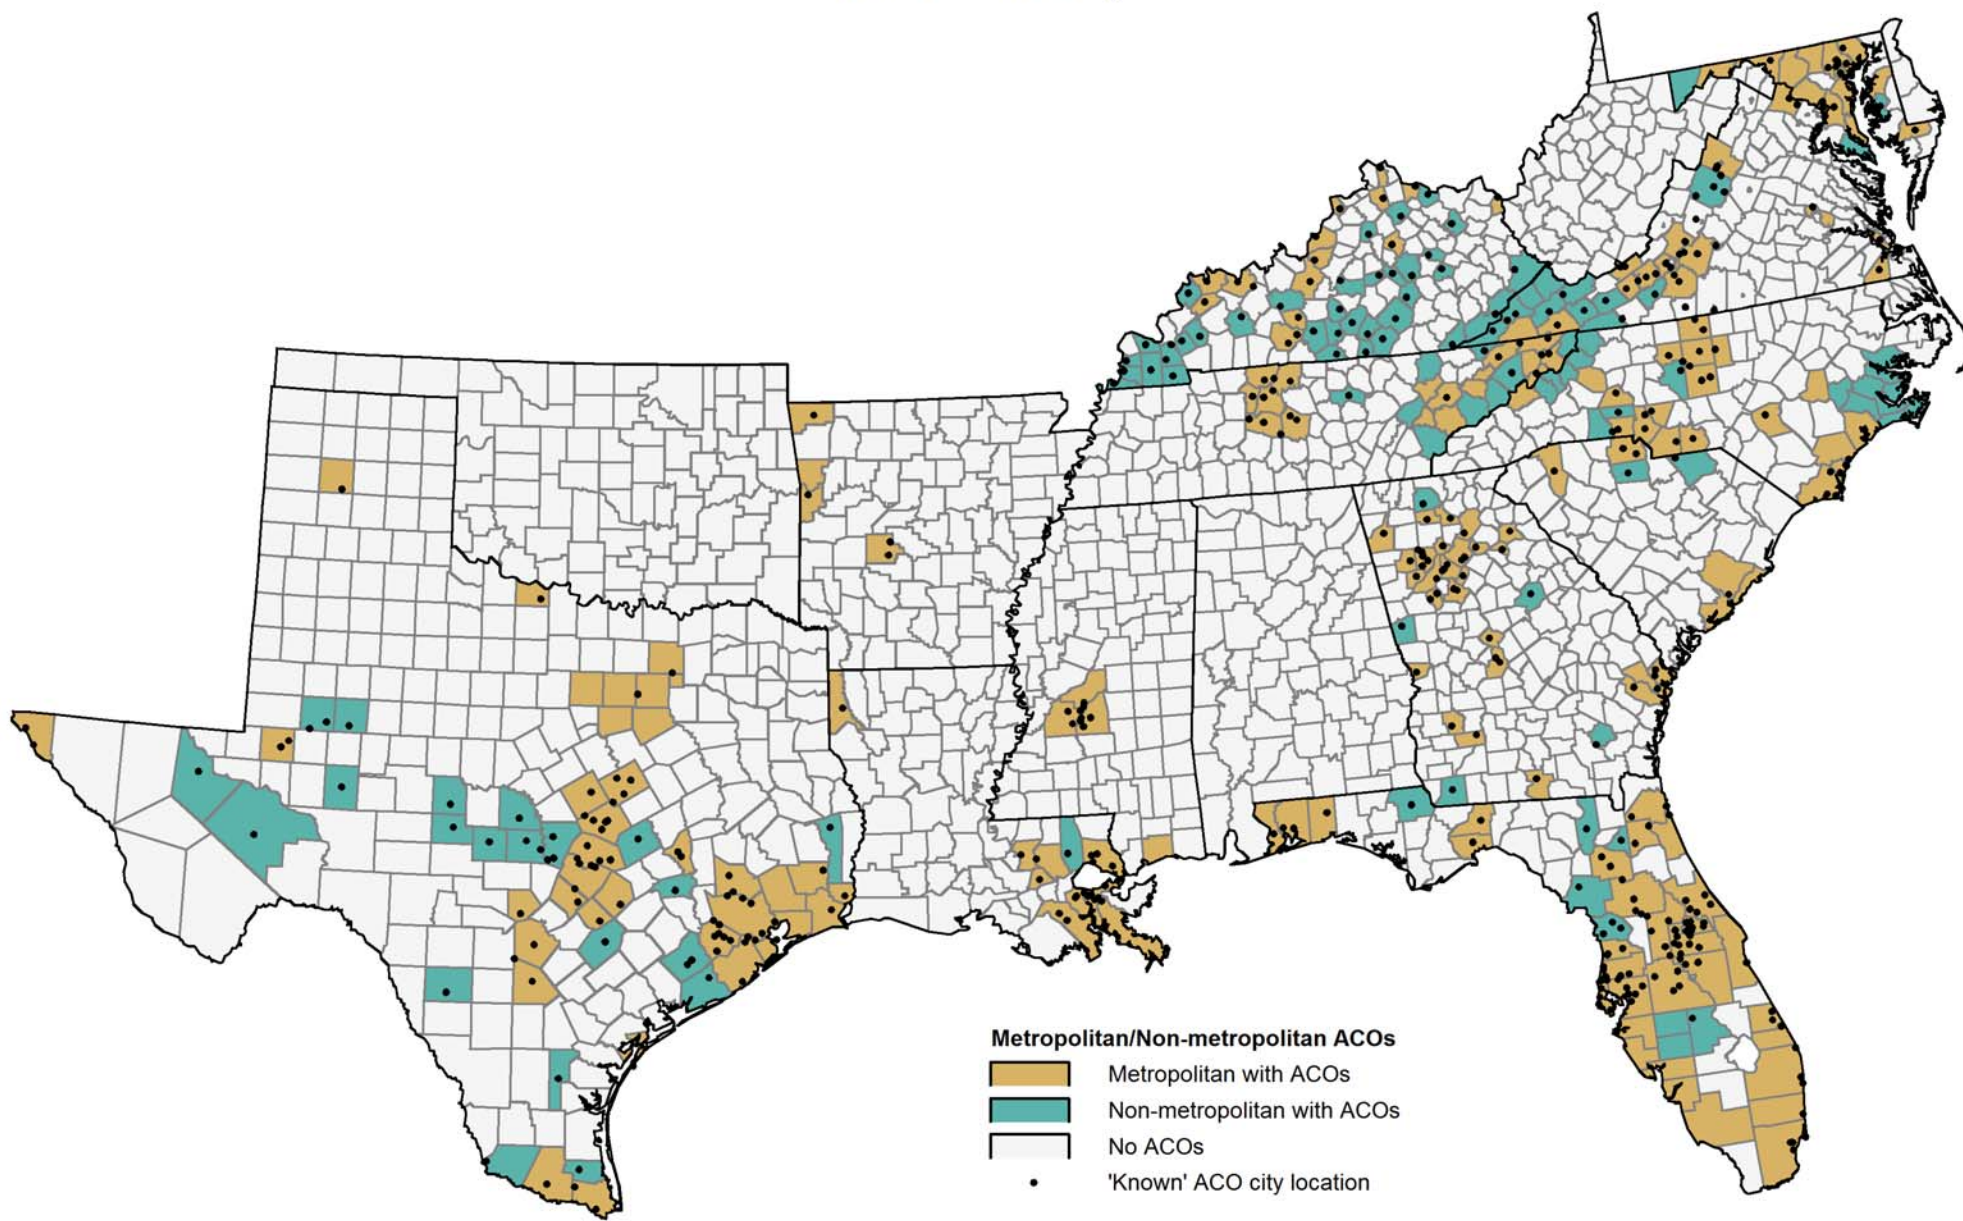 Metropolitan/Non-metropolitan ACOs
Metropolitan with ACOs
Non-metropolitan with ACOs
No ACOs
'Known' ACO city location